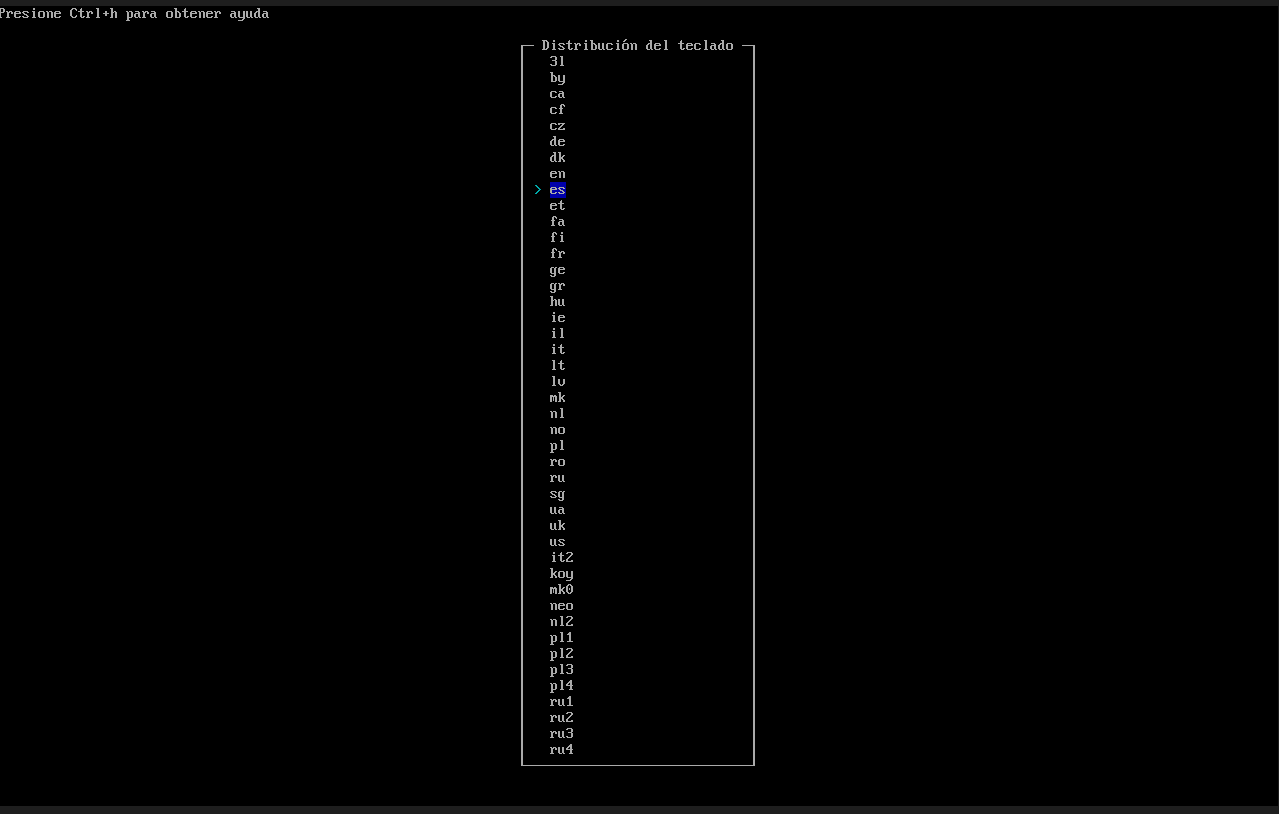 Presione Ctrl+h para obtener ayuda
Distribución del teclado
3l
by
ca
cf
cz
de
dk
en
> es
et
fa
fi
fr
ge
gr
hu
ie
il
it
lt
lv
mk
nl
no
pl
ro
ru
sg
ua
uk
us
it2
koy
mk0
neo
nl2
pl1
pl2
pl3
pl4
ru1
ru2
ru3
ru4